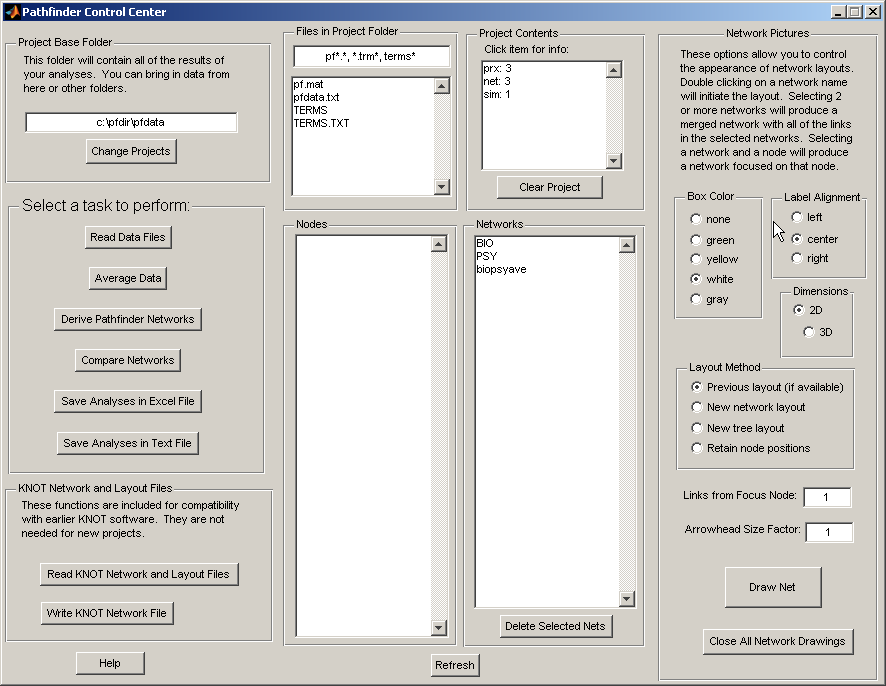 Pathfinder Control Center
Project Base Folder
This folder will contain all of the results of
your analyses.  You can bring in data from
here or other folders.
c:\pfdir\pfdata
Change Projects
Select a task to perform:
Read Data Files
Average Data
Derive Pathfinder Networks
Compare Networks
Save Analyses in Excel File
Save Analyses in Text File
KNOT Network and Layout Files
These functions are included for compatibility
with earlier KNOT software.  They are not
needed for new projects.
Read KNOT Network and Layout Files
Write KNOT Network File
Help
Files in Project Folder
pf*.*, *.trm*, terms*
pf.mat
pfdata.txt
TERMS
TERMS.TXT
Project Contents
Click item for info:
prx: 3
net: 3
sim: 1
Clear Project
Nodes
Networks
BIO
PSY
biopsyave
Delete Selected Nets
Refresh
Network Pictures
These options allow you to control
the appearance of network layouts.
Double clicking on a network name
will initiate the layout.  Selecting 2
or more networks will produce a
merged network with all of the links
in the selected networks.  Selecting
a network and a node will produce
a network focused on that node.
Box Color
none
green
yellow
white
gray
Label Alignment
left
center
right
Dimensions
2D
3D
Layout Method
Previous layout (if available)
New network layout
New tree layout
Retain node positions
Links from Focus Node: 1
Arrowhead Size Factor: 1
Draw Net
Close All Network Drawings